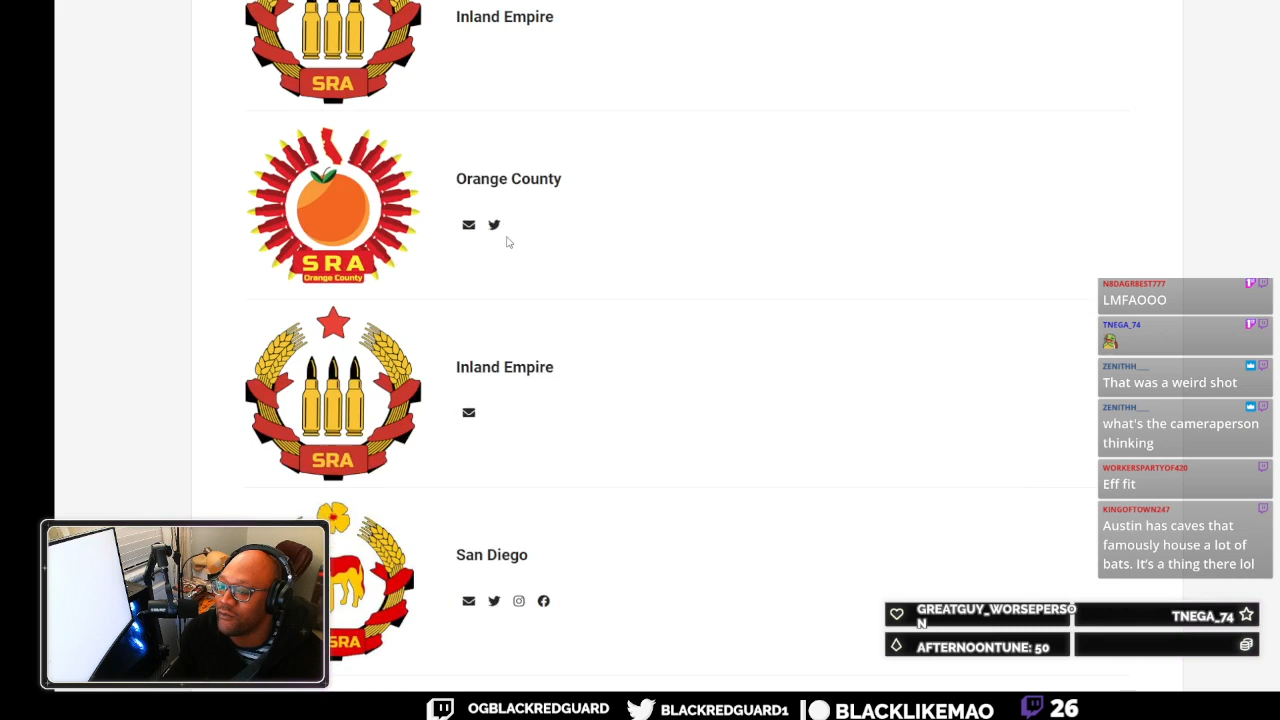 Inland Empire
SRA
Orange County
SRA
Orange County
Inland Empire
SRA
San Diego
SRA
N8DAGR8EST777
LMFAOOO
TNEGA_74
ZENITHH___
That was a weird shot
ZENITHH___
what's the cameraperson
thinking
WORKERSPARTYOF420
Eff fit
KINGOFTOWN247
Austin has caves that
famously house a lot of
bats. It's a thing there lol
GREATGUY_WORSEPERSO
N
TNEGA_74
AFTERNOONTUNE: 50
OGBLACKREDGUARD
BLACKREDGUARD1
BLACKLIKEMAO
26